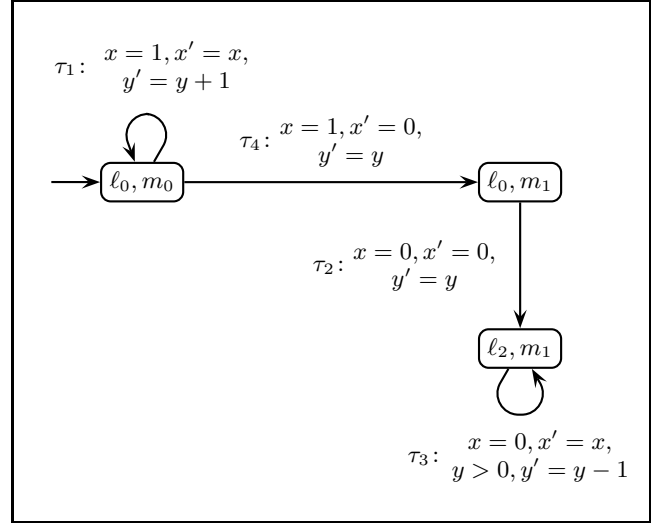 τ₁: x = 1, x′ = x,
y′ = y + 1
τ₄: x = 1, x′ = 0,
y′ = y
ℓ₀, m₀
ℓ₀, m₁
τ₂: x = 0, x′ = 0,
y′ = y
ℓ₂, m₁
τ₃: x = 0, x′ = x,
y > 0, y′ = y − 1